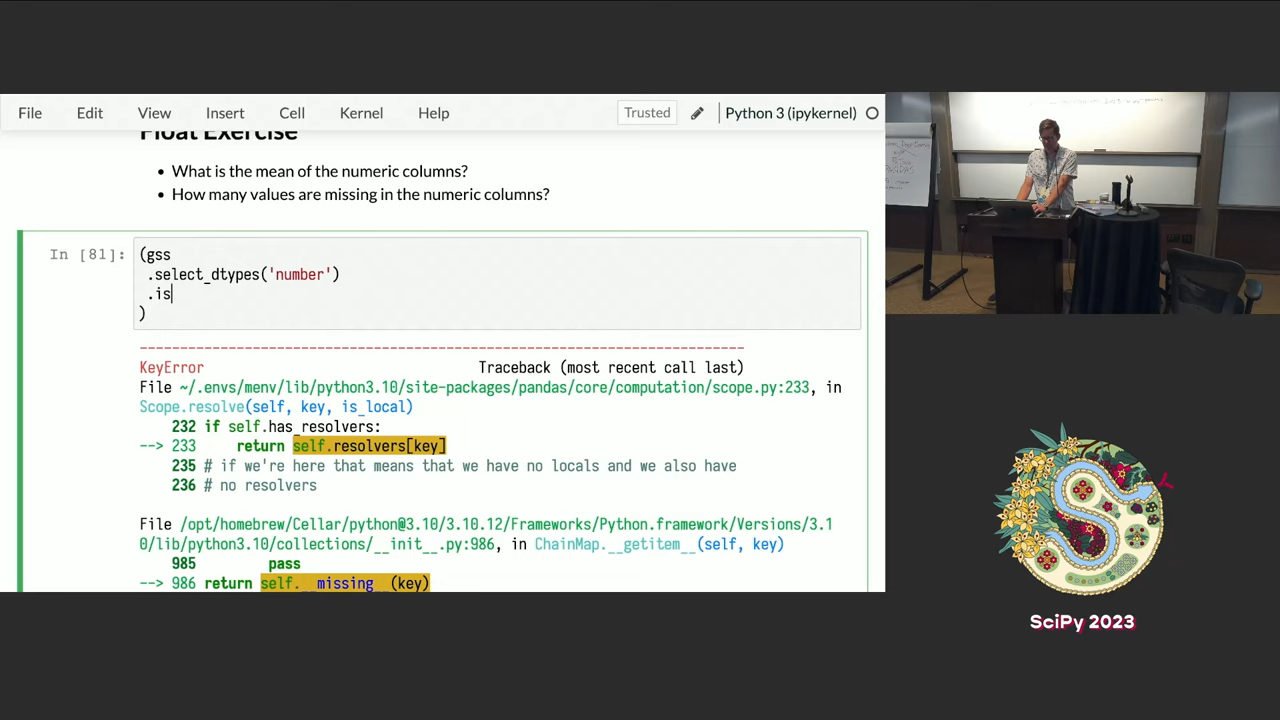 File Edit View Insert Cell Kernel Help Trusted Python 3 (ipykernel)
Float Exercise
• What is the mean of the numeric columns?
• How many values are missing in the numeric columns?
In [81]: (gss
.select_dtypes('number')
.is
)
---------------------------------------------------------------------------
KeyError Traceback (most recent call last)
File ~/.envs/menv/lib/python3.10/site-packages/pandas/core/computation/scope.py:233, in
Scope.resolve(self, key, is_local)
232 if self.has_resolvers:
--> 233 return self.resolvers[key]
235 # if we're here that means that we have no locals and we also have
236 # no resolvers
File /opt/homebrew/Cellar/python@3.10/3.10.12/Frameworks/Python.framework/Versions/3.1
0/lib/python3.10/collections/__init__.py:986, in ChainMap.__getitem__(self, key)
985 pass
--> 986 return self.__missing__(key)
SciPy 2023